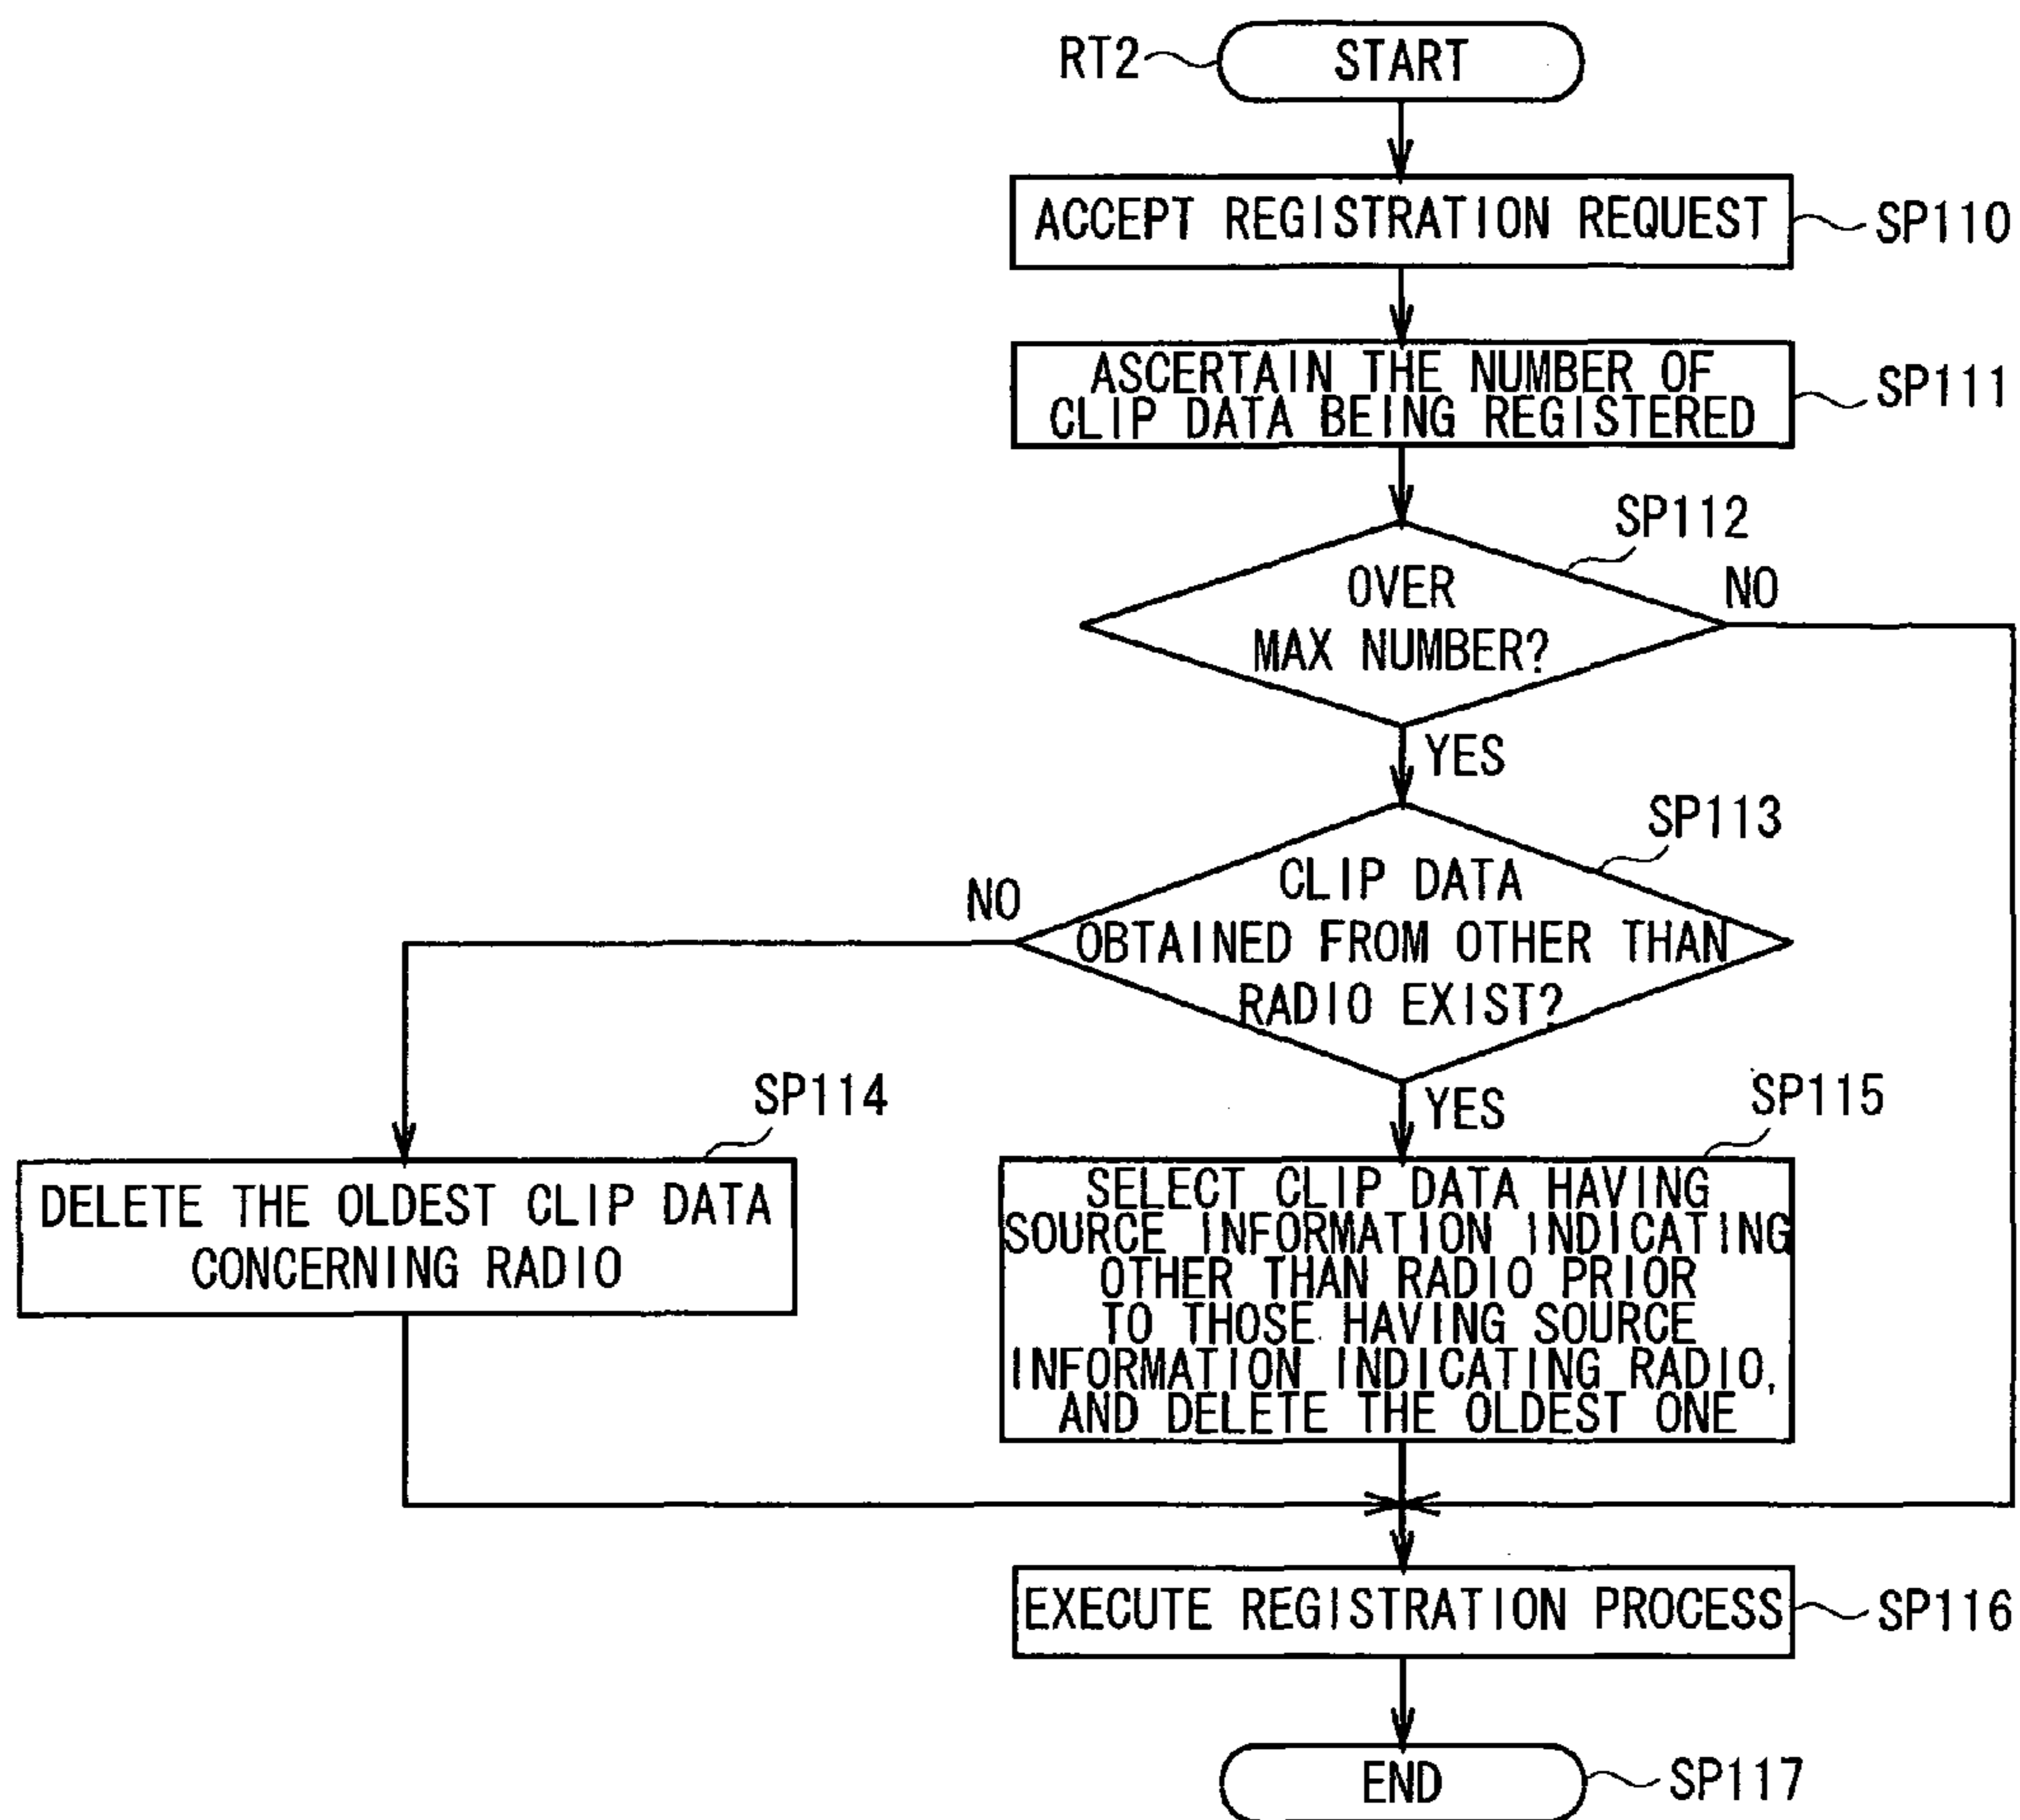 RT2
START
ACCEPT REGISTRATION REQUEST
SP110
ASCERTAIN THE NUMBER OF
CLIP DATA BEING REGISTERED
SP111
SP112
OVER
MAX NUMBER?
NO
YES
SP113
CLIP DATA
OBTAINED FROM OTHER THAN
RADIO EXIST?
NO
YES
SP114
DELETE THE OLDEST CLIP DATA
CONCERNING RADIO
SP115
SELECT CLIP DATA HAVING
SOURCE INFORMATION INDICATING
OTHER THAN RADIO PRIOR
TO THOSE HAVING SOURCE
INFORMATION INDICATING RADIO,
AND DELETE THE OLDEST ONE
EXECUTE REGISTRATION PROCESS
SP116
END
SP117